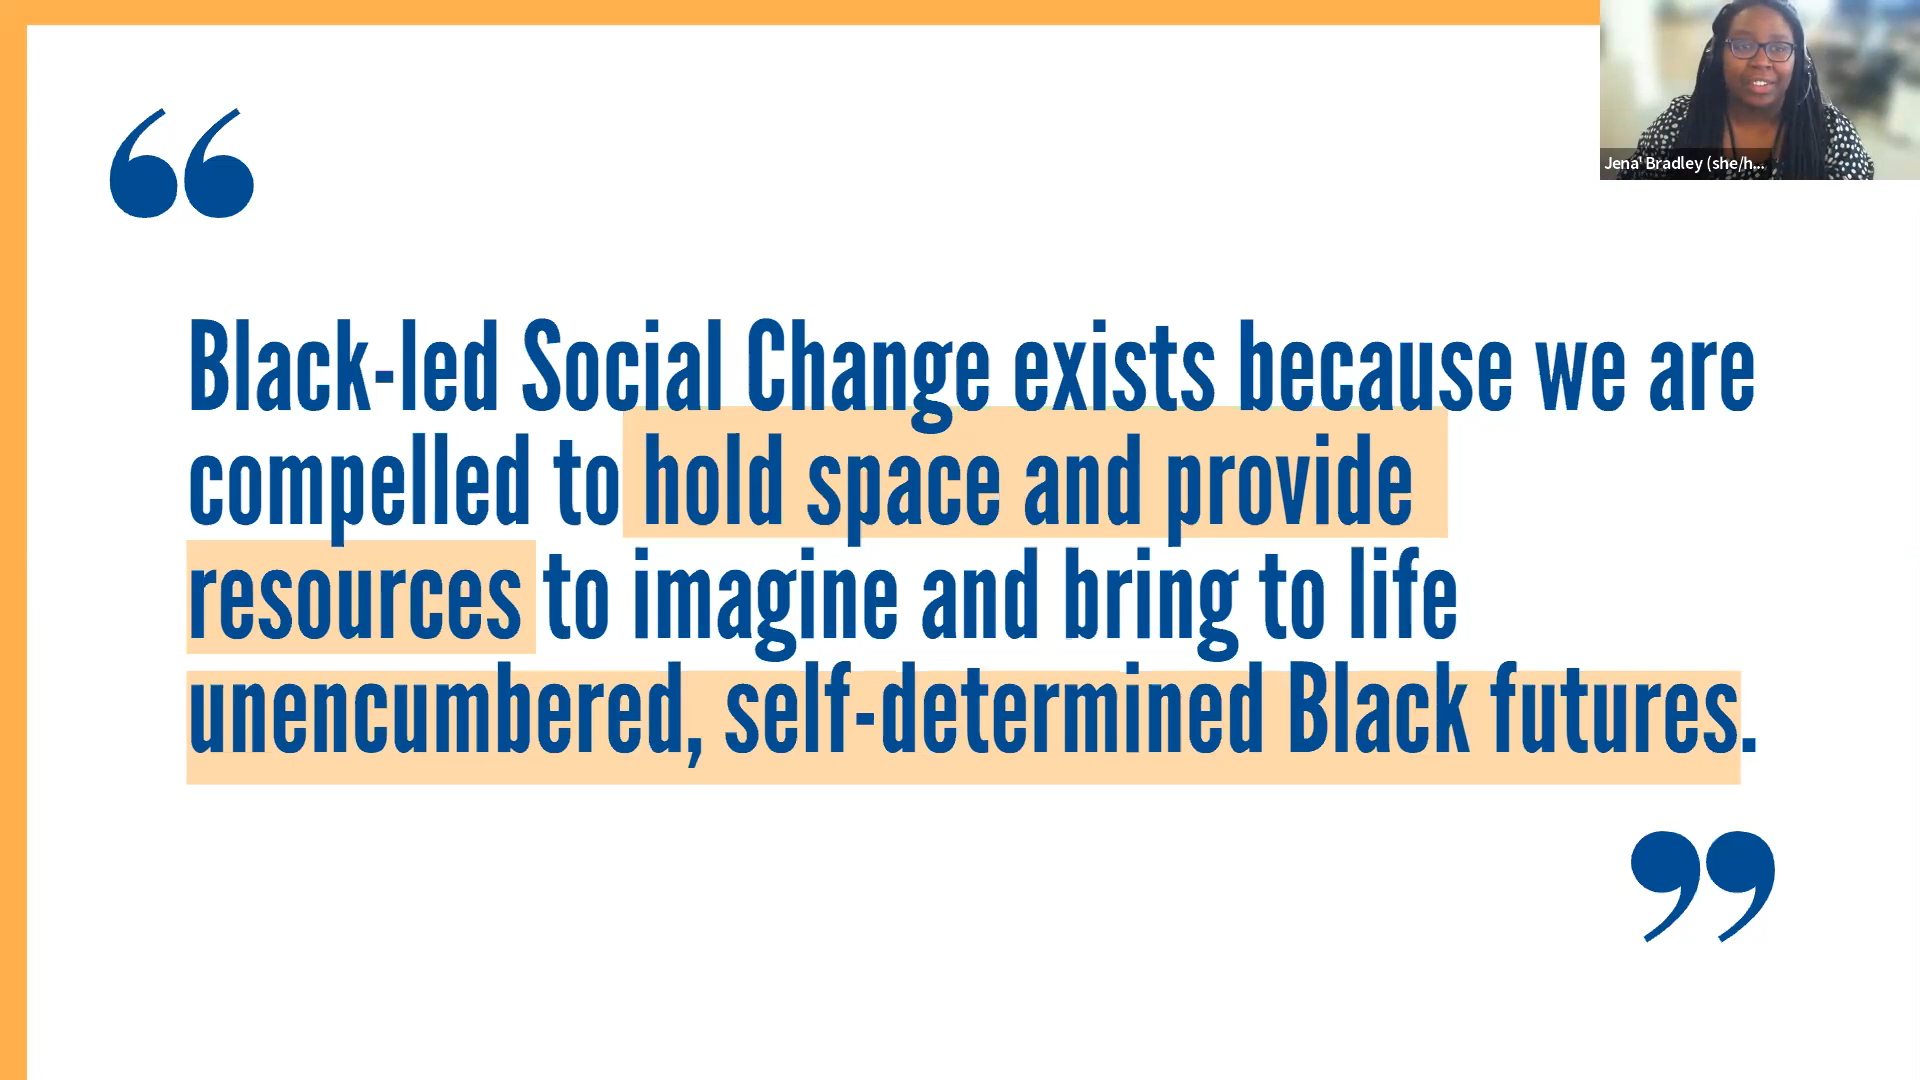 Jena' Bradley (she/h...
“
Black-led Social Change exists because we are
compelled to hold space and provide
resources to imagine and bring to life
unencumbered, self-determined Black futures.
”